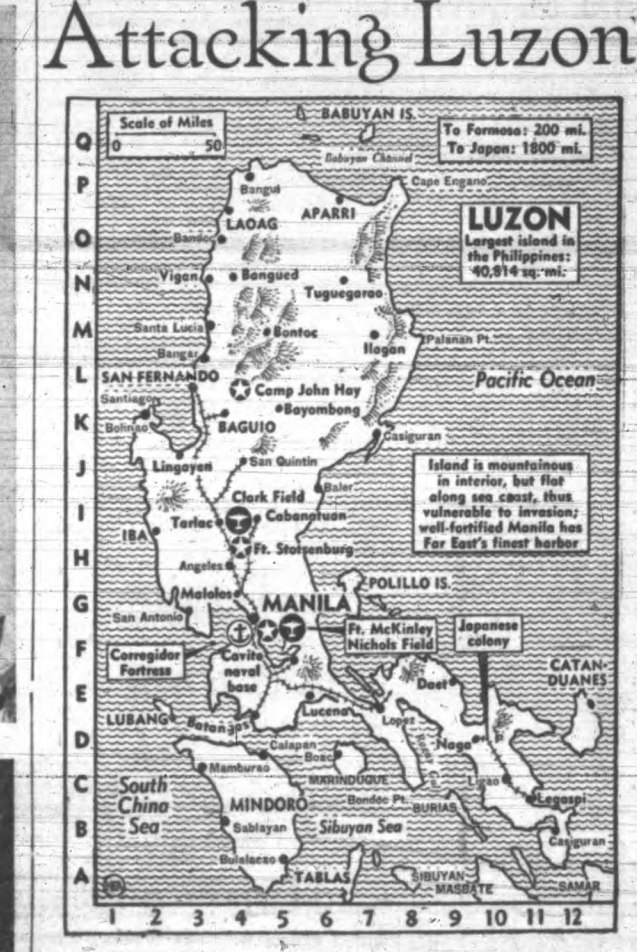 Attacking Luzon
Scale of Miles
0 50
BABUYAN IS.
To Formosa: 200 mi.
To Japan: 1800 mi.
Babuyan Channel
Q
P
O
N
M
L
K
J
I
H
G
F
E
D
C
B
A
Bangui
Cape Engano
LAOAG
APARRI
LUZON
Largest island in
the Philippines:
40,814 sq. mi.
Vigan
Bangued
Tuguegarao
Santa Lucia
Bontoc
Ilagan
Palanan Pt.
Bangar
SAN FERNANDO
Camp John Hay
Pacific Ocean
Santiago
Bayombong
Bolinao
BAGUIO
Casiguran
Lingayen
San Quintin
Island is mountainous
in interior, but flat
along sea coast, thus
vulnerable to invasion;
well-fortified Manila has
Far East's finest harbor
Baler
Clark Field
Tarlac
Cabanatuan
IBA
Ft. Stotsenburg
Angeles
POLILLO IS.
Malolos
MANILA
San Antonio
Ft. McKinley
Nichols Field
Japanese
colony
Corregidor
Fortress
Cavite
naval
base
CATAN-
DUANES
Daet
LUBANG
Batangas
Lucena
Lopez
Ragay Gulf
Naga
Calapan
Boac
Mamburao
MARINDUQUE
Ligao
South
China
Sea
Bondoc Pt.
BURIAS
Legaspi
MINDORO
Sablayan
Sibuyan Sea
Casiguran
Bulalacao
TABLAS
SIBUYAN
MASBATE
SAMAR
1 2 3 4 5 6 7 8 9 10 11 12